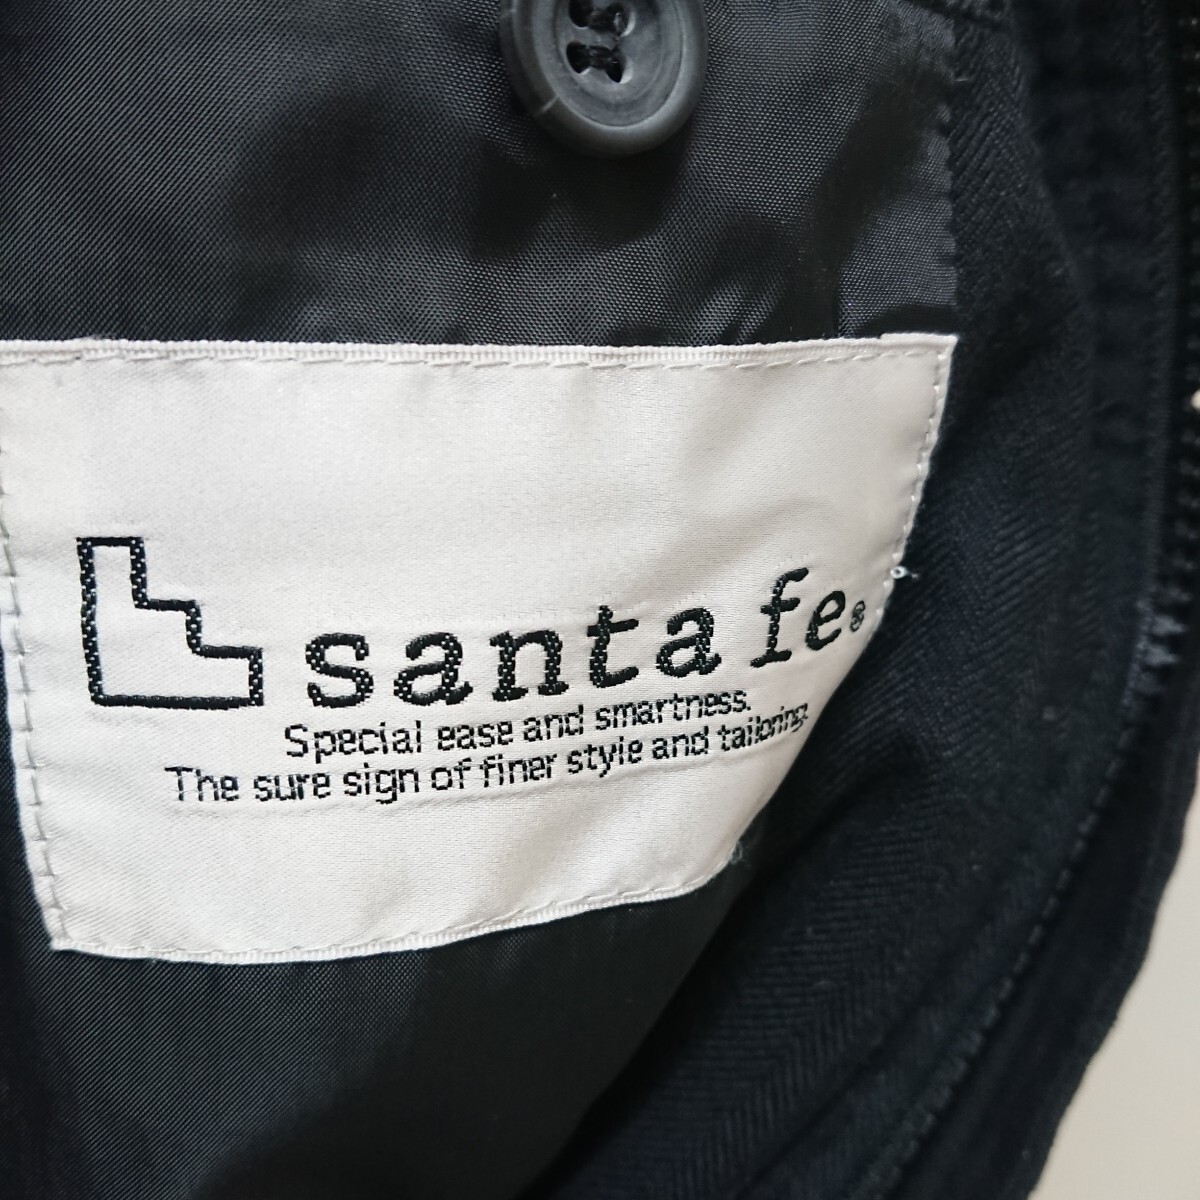 santa fe®
Special ease and smartness.
The sure sign of finer style and tailoring.